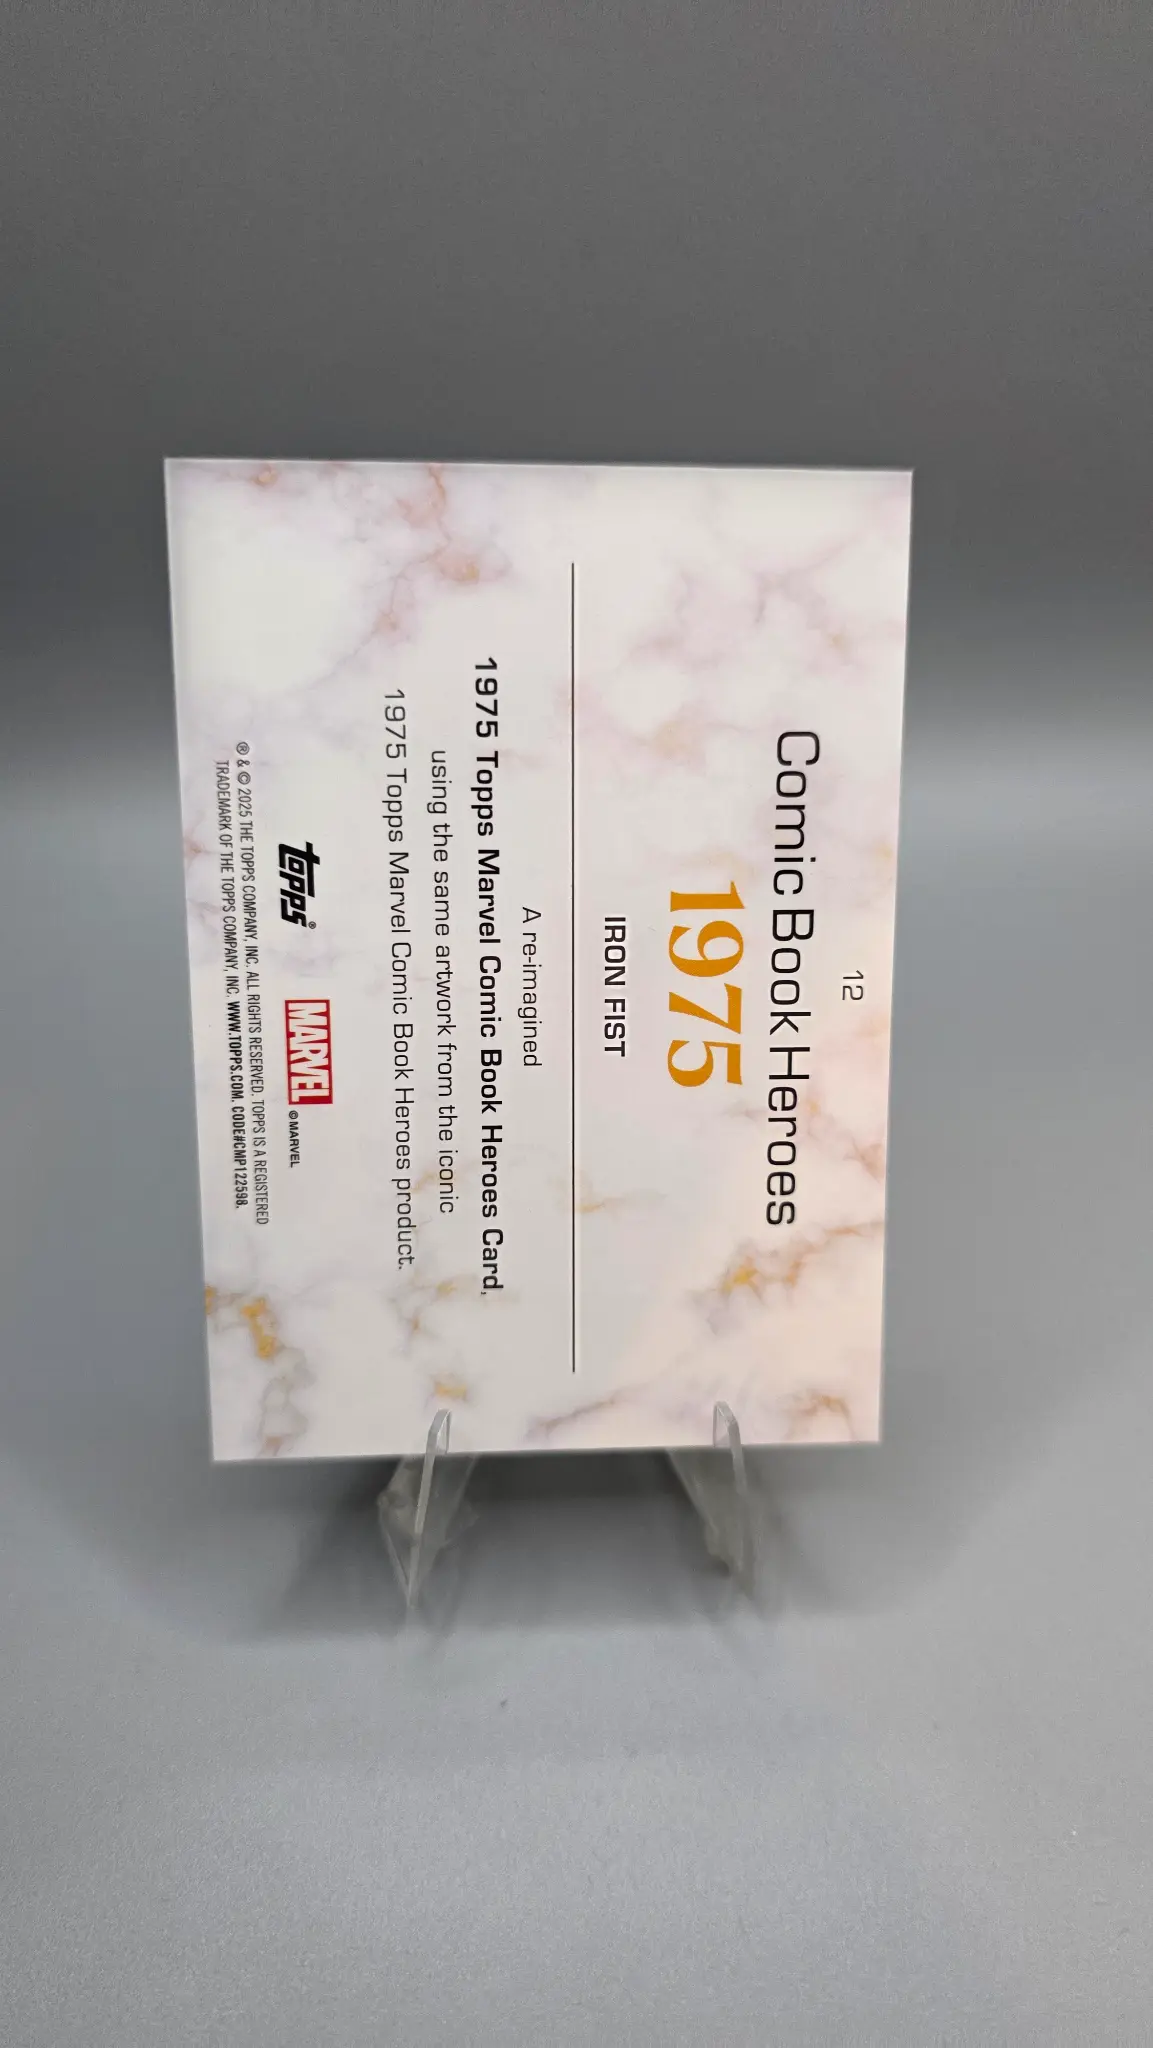 12
Comic Book Heroes
1975
IRON FIST
A re-imagined
1975 Topps Marvel Comic Book Heroes Card,
using the same artwork from the iconic
1975 Topps Marvel Comic Book Heroes product.
topps® MARVEL ©MARVEL
® & © 2025 THE TOPPS COMPANY, INC. ALL RIGHTS RESERVED. TOPPS IS A REGISTERED
TRADEMARK OF THE TOPPS COMPANY, INC. WWW.TOPPS.COM. CODE#CMP122598.